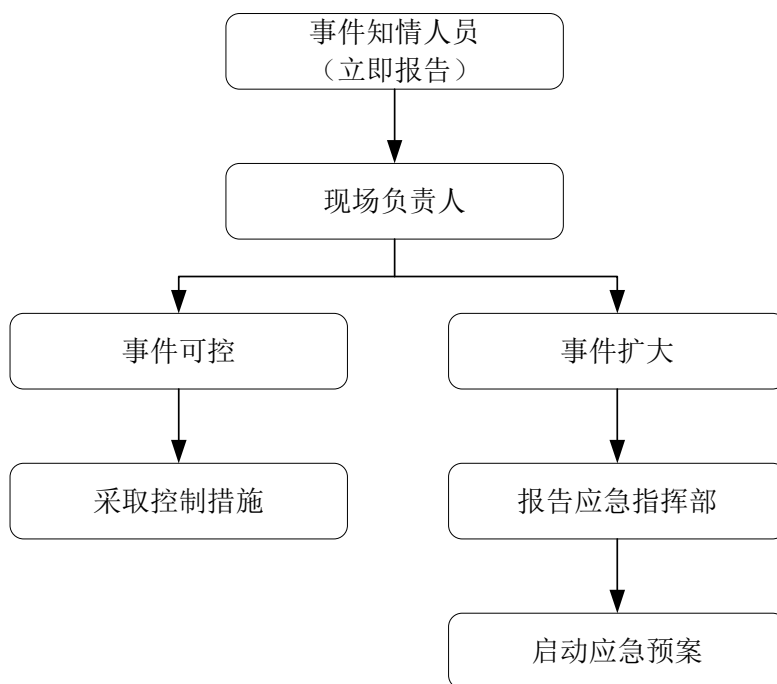 事件知情人员
（立即报告）
现场负责人
事件可控
事件扩大
采取控制措施
报告应急指挥部
启动应急预案